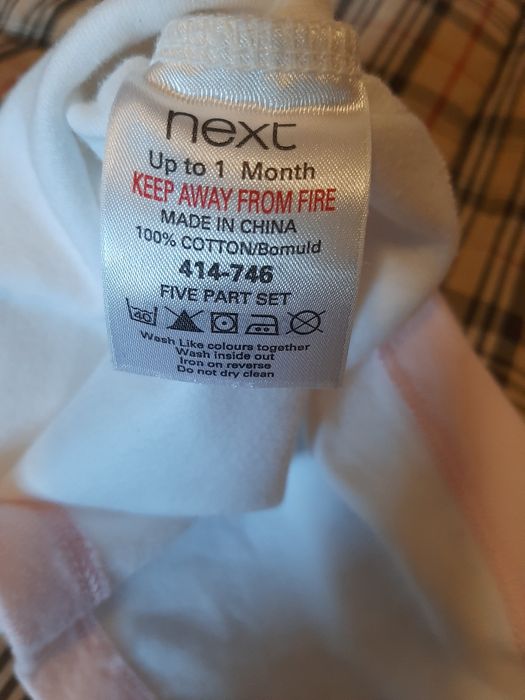 next
Up to 1 Month
KEEP AWAY FROM FIRE
MADE IN CHINA
100% COTTON/Bomuld
414-746
FIVE PART SET
40
Wash Like colours together
Wash inside out
Iron on reverse
Do not dry clean